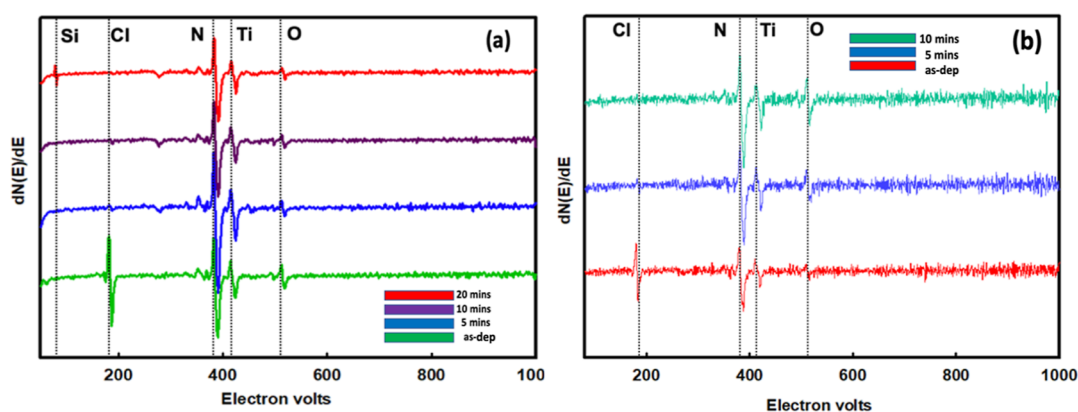 Si Cl N Ti O (a)
dN(E)/dE
20 mins
10 mins
5 mins
as-dep
200 400 600 800 100
Electron volts
Cl N Ti O (b)
10 mins
5 mins
as-dep
dN(E)/dE
200 400 600 800 1000
Electron volts